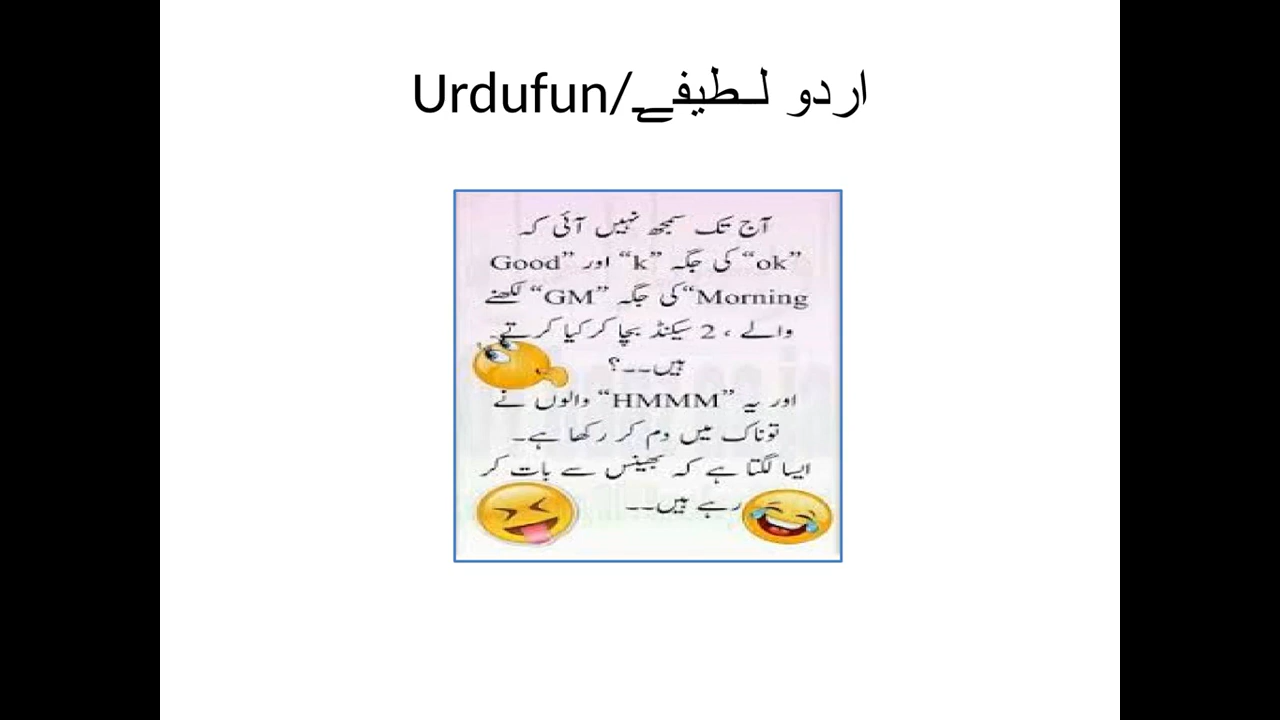 اردو لطیفے/Urdufun
آج تک سمجھ نہیں آئی کہ
”ok“ کی جگہ ”k“ اور ”Good
Morning“ کی جگہ ”GM“ لکھنے
والے ، 2 سیکنڈ بچا کر کیا کرتے
ہیں۔۔؟
اور یہ ”HMMM“ والوں نے
توناک میں دم کر رکھا ہے۔
ایسا لگتا ہے کہ بھینس سے بات کر
رہے ہیں۔۔